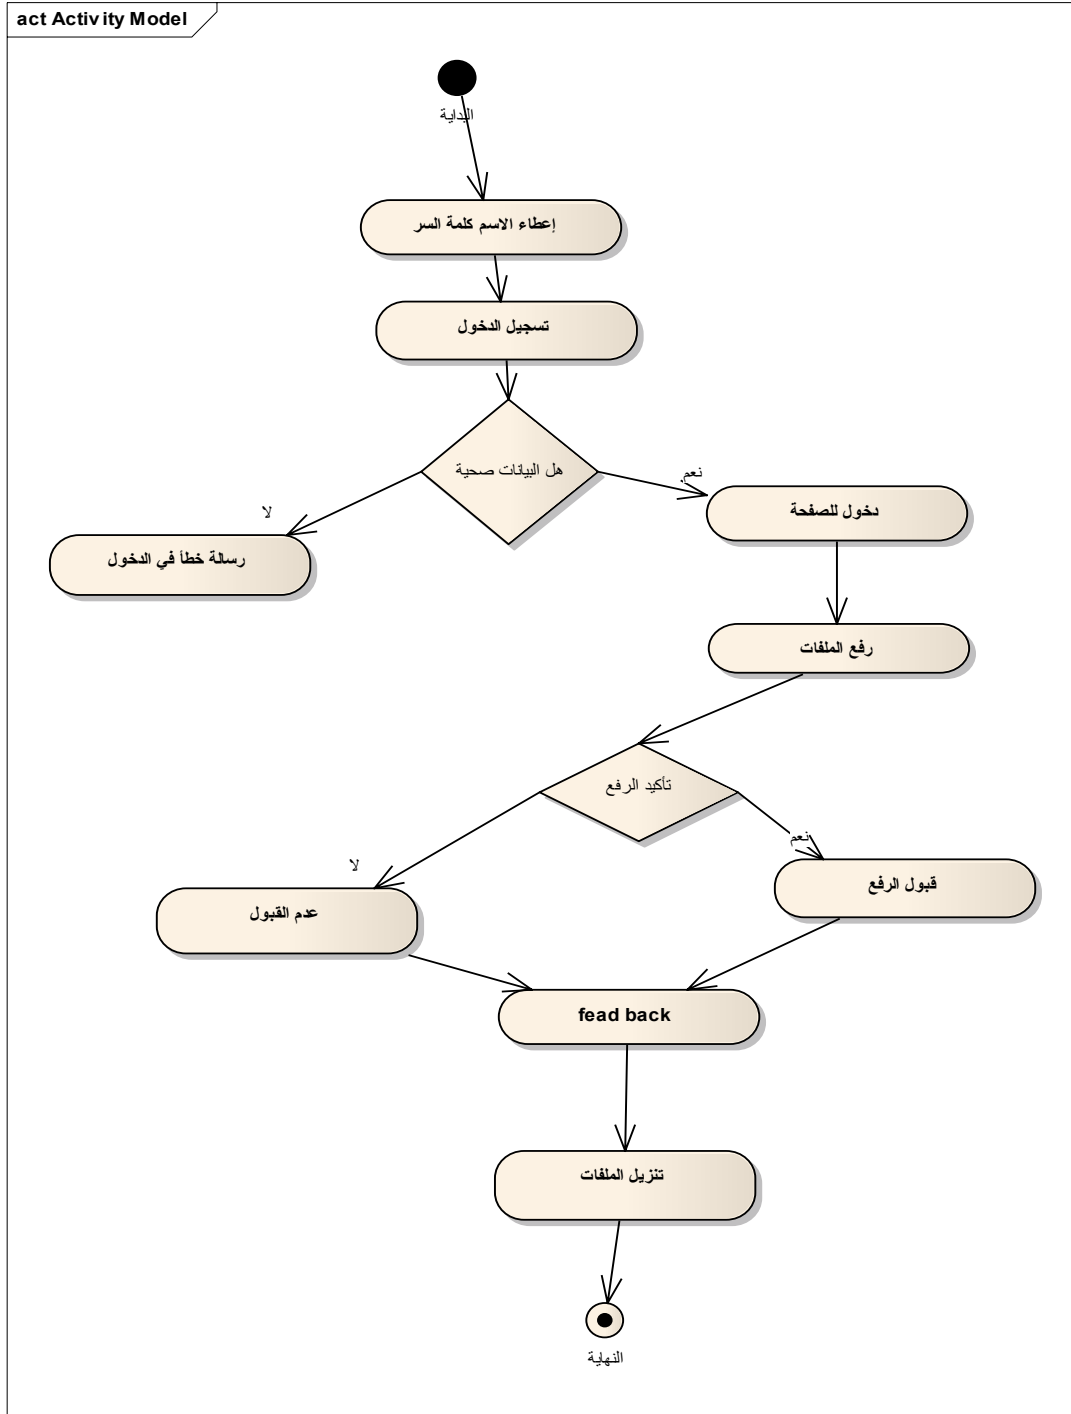 act Activity Model
البداية
إعطاء الاسم كلمة السر
تسجيل الدخول
هل البيانات صحية
نعم.
لا
دخول للصفحة
رسالة خطأ في الدخول
رفع الملفات
تأكيد الرفع
نعم
لا
قبول الرفع
عدم القبول
fead back
تنزيل الملفات
النهاية